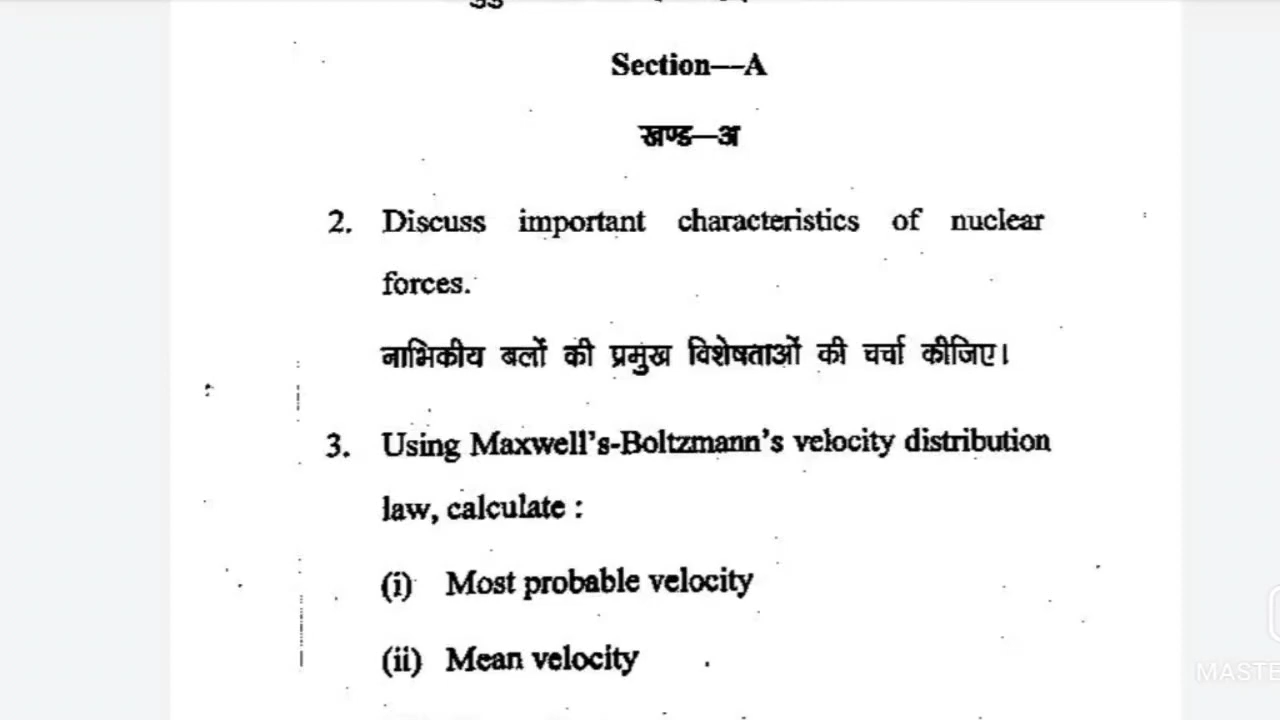 Section—A
खण्ड—अ
2. Discuss important characteristics of nuclear
forces.
नाभिकीय बलों की प्रमुख विशेषताओं की चर्चा कीजिए।
3. Using Maxwell's-Boltzmann's velocity distribution
law, calculate :
(i) Most probable velocity
(ii) Mean velocity
MASTE